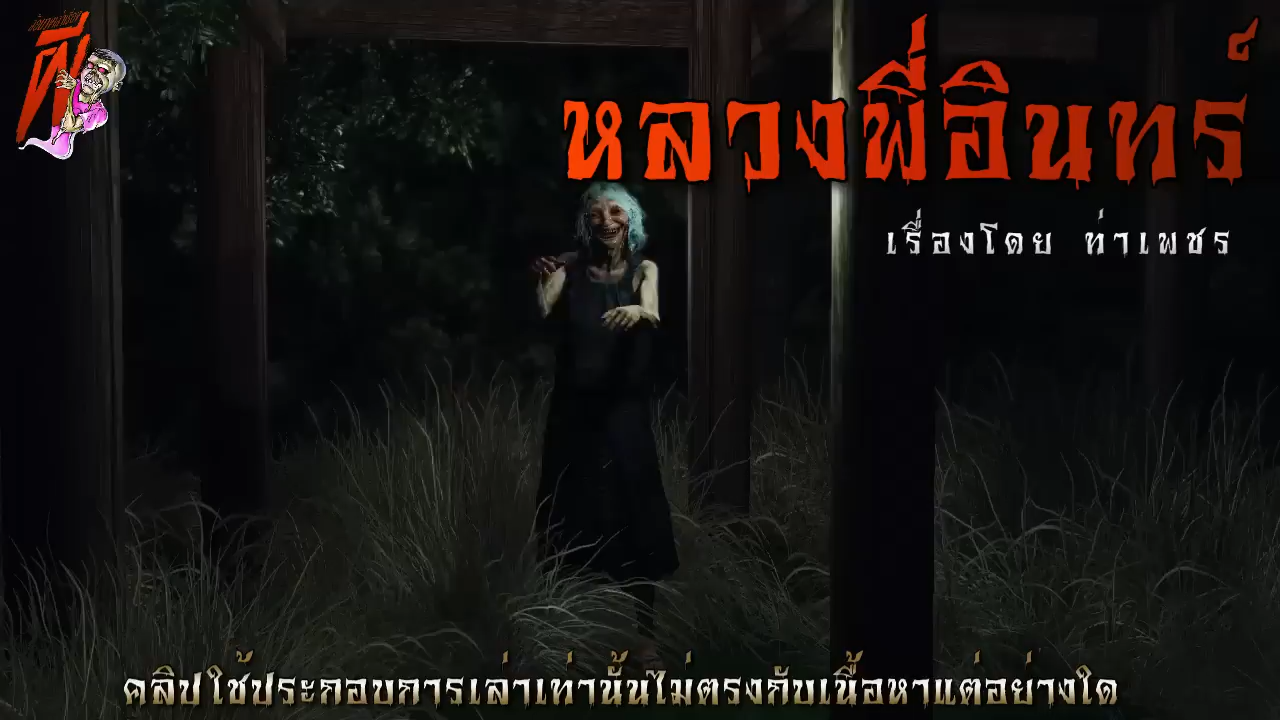 ผี
หลวงพี่อินทร์
เรื่องโดย ท่าเพชร
คลิปใช้ประกอบการเล่าเท่านั้นไม่ตรงกับเนื้อหาแต่อย่างใด